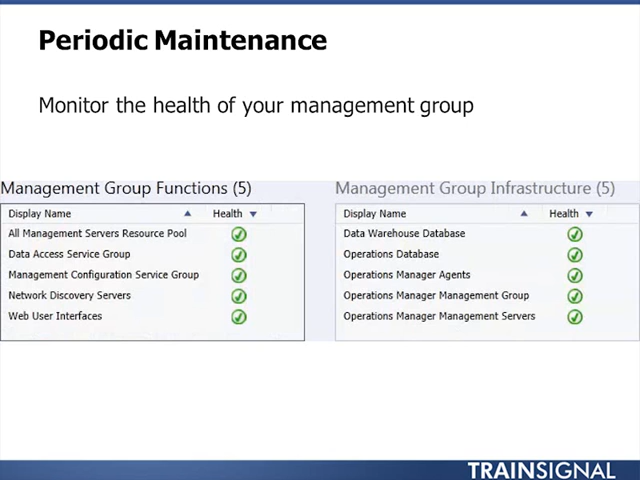 Periodic Maintenance
Monitor the health of your management group
Management Group Functions (5)
Display Name Health
All Management Servers Resource Pool
Data Access Service Group
Management Configuration Service Group
Network Discovery Servers
Web User Interfaces
Management Group Infrastructure (5)
Display Name Health
Data Warehouse Database
Operations Database
Operations Manager Agents
Operations Manager Management Group
Operations Manager Management Servers
TRAINSIGNAL